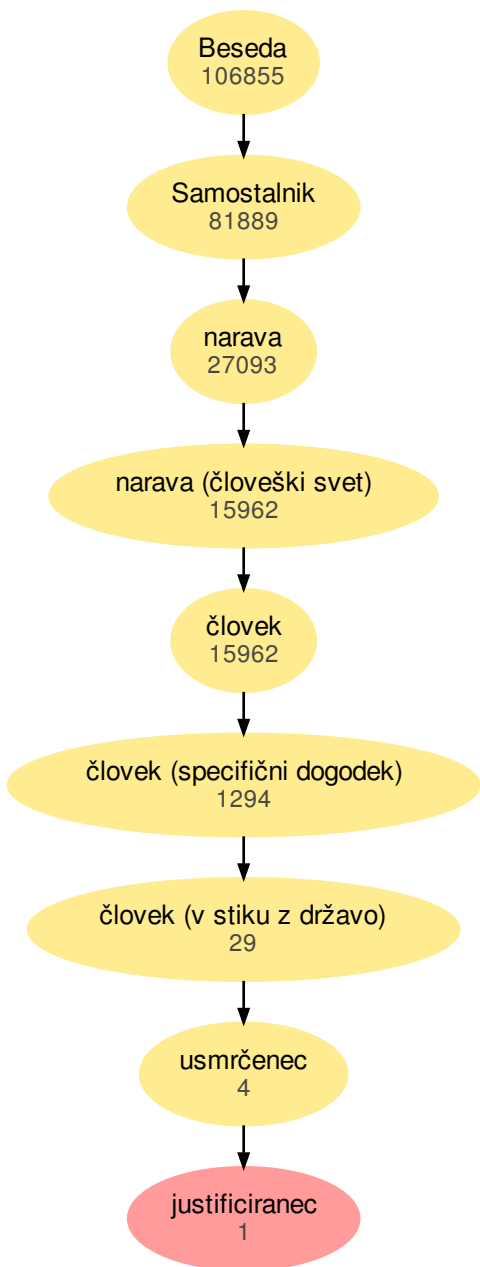 Beseda
106855
Samostalnik
81889
narava
27093
narava (človeški svet)
15962
človek
15962
človek (specifični dogodek)
1294
človek (v stiku z državo)
29
usmrčenec
4
justificiranec
1